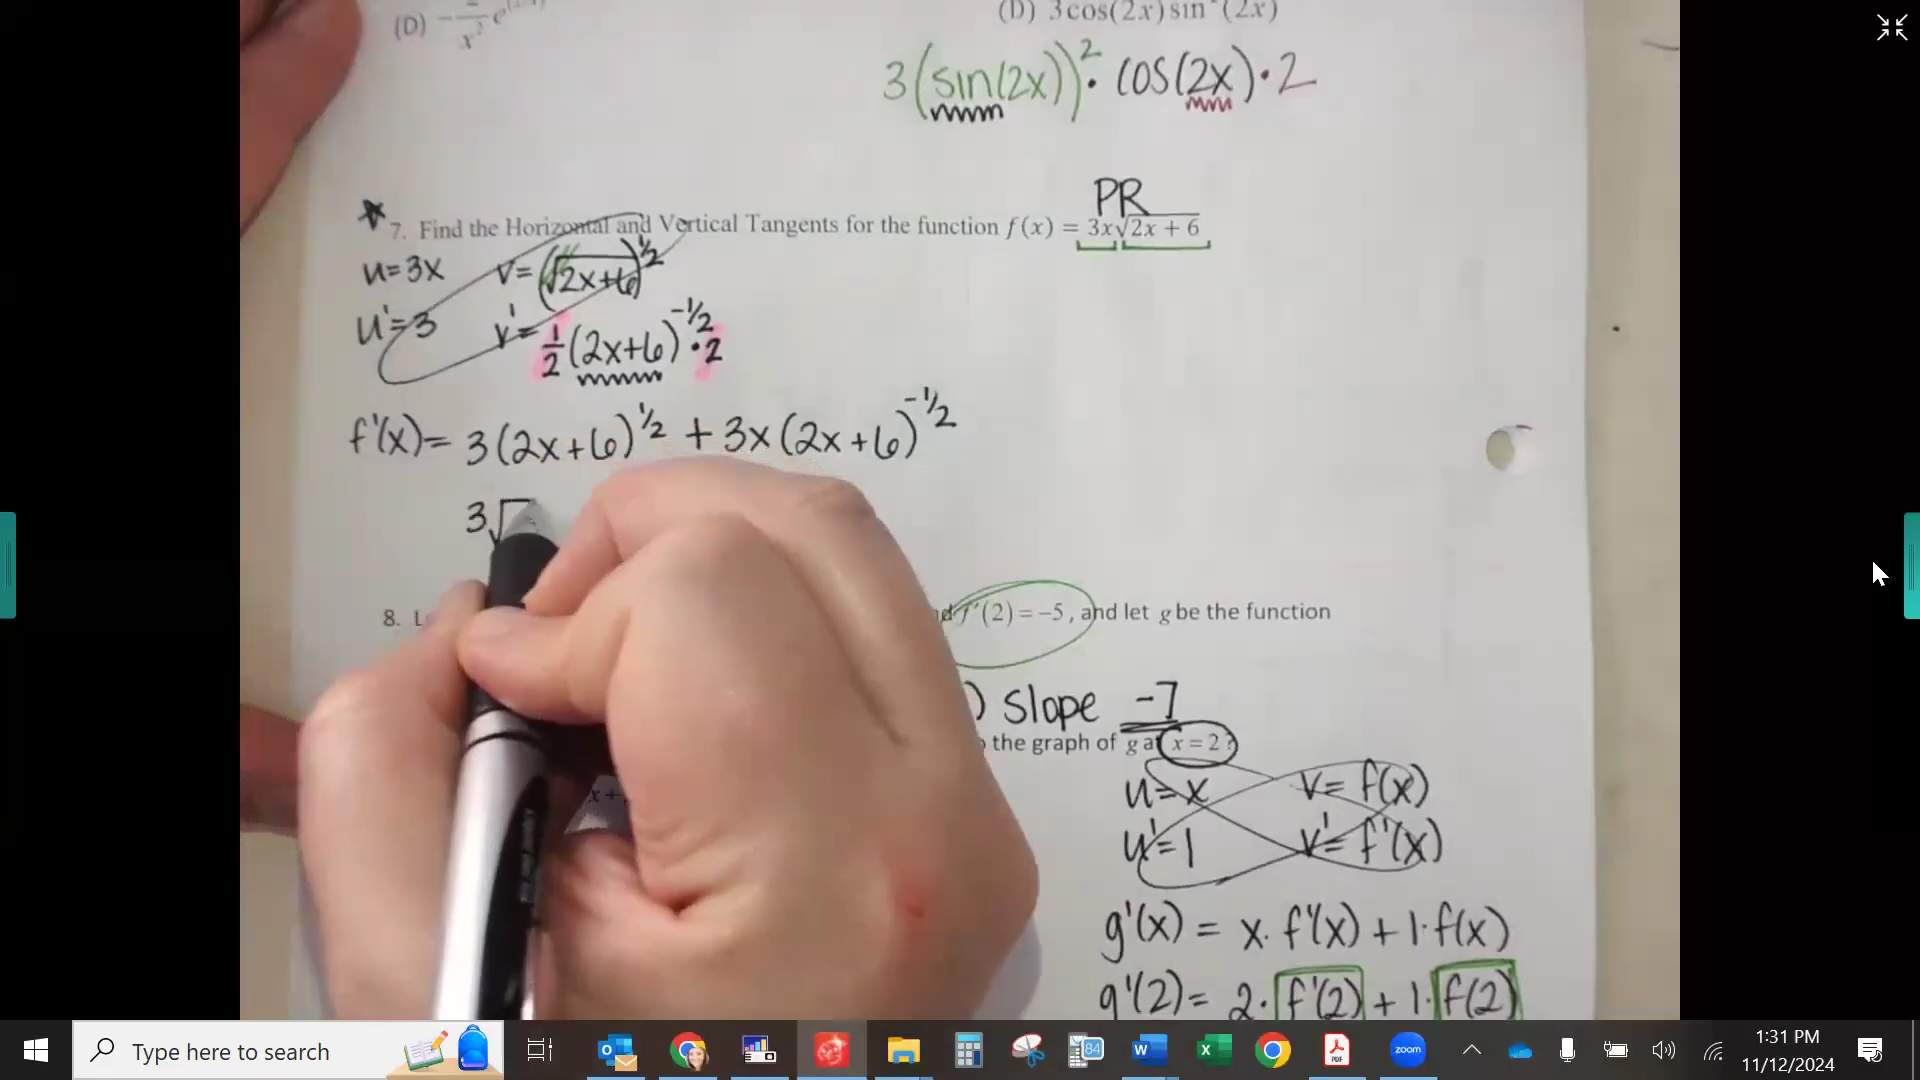 (D) 3cos(2x)sin (2x)
3(sin(2x))² • cos(2x) • 2
PR
7. Find the Horizontal and Vertical Tangents for the function f(x) = 3x√2x + 6
u=3x v=(√2x+6)^1/2
u'=3 v'=1/2(2x+6)^-1/2 • 2
f'(x)= 3(2x+6)^1/2 + 3x(2x+6)^-1/2
3√
8. f'(2) = −5, and let g be the function
) Slope -7
the graph of g at x = 2?
u=x v=f(x)
u'=1 v'=f'(x)
g'(x) = x· f'(x) + 1·f(x)
g'(2)= 2·f'(2) + 1·f(2)
Type here to search
84
zoom
1:31 PM
11/12/2024